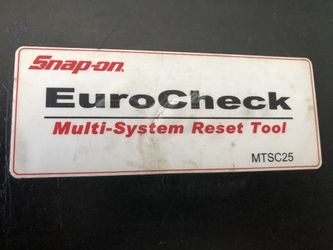 Snap-on.
EuroCheck
Multi-System Reset Tool
MTSC25